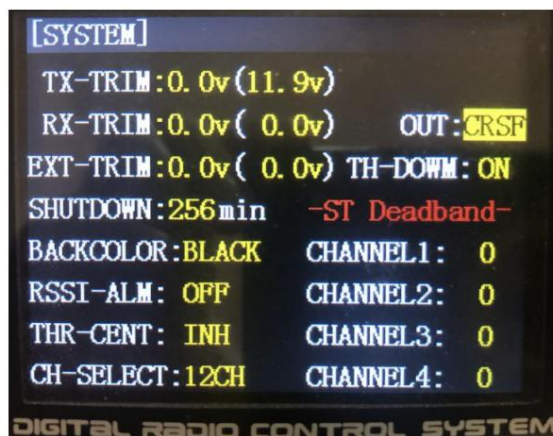 [SYSTEM]
TX-TRIM:0.0v(11.9v)
RX-TRIM:0.0v( 0.0v) OUT:CRSF
EXT-TRIM:0.0v( 0.0v) TH-DOWM:ON
SHUTDOWN:256min -ST Deadband-
BACKCOLOR:BLACK CHANNEL1: 0
RSSI-ALM: OFF CHANNEL2: 0
THR-CENT: INH CHANNEL3: 0
CH-SELECT:12CH CHANNEL4: 0
DIGITAL RADIO CONTROL SYSTEM